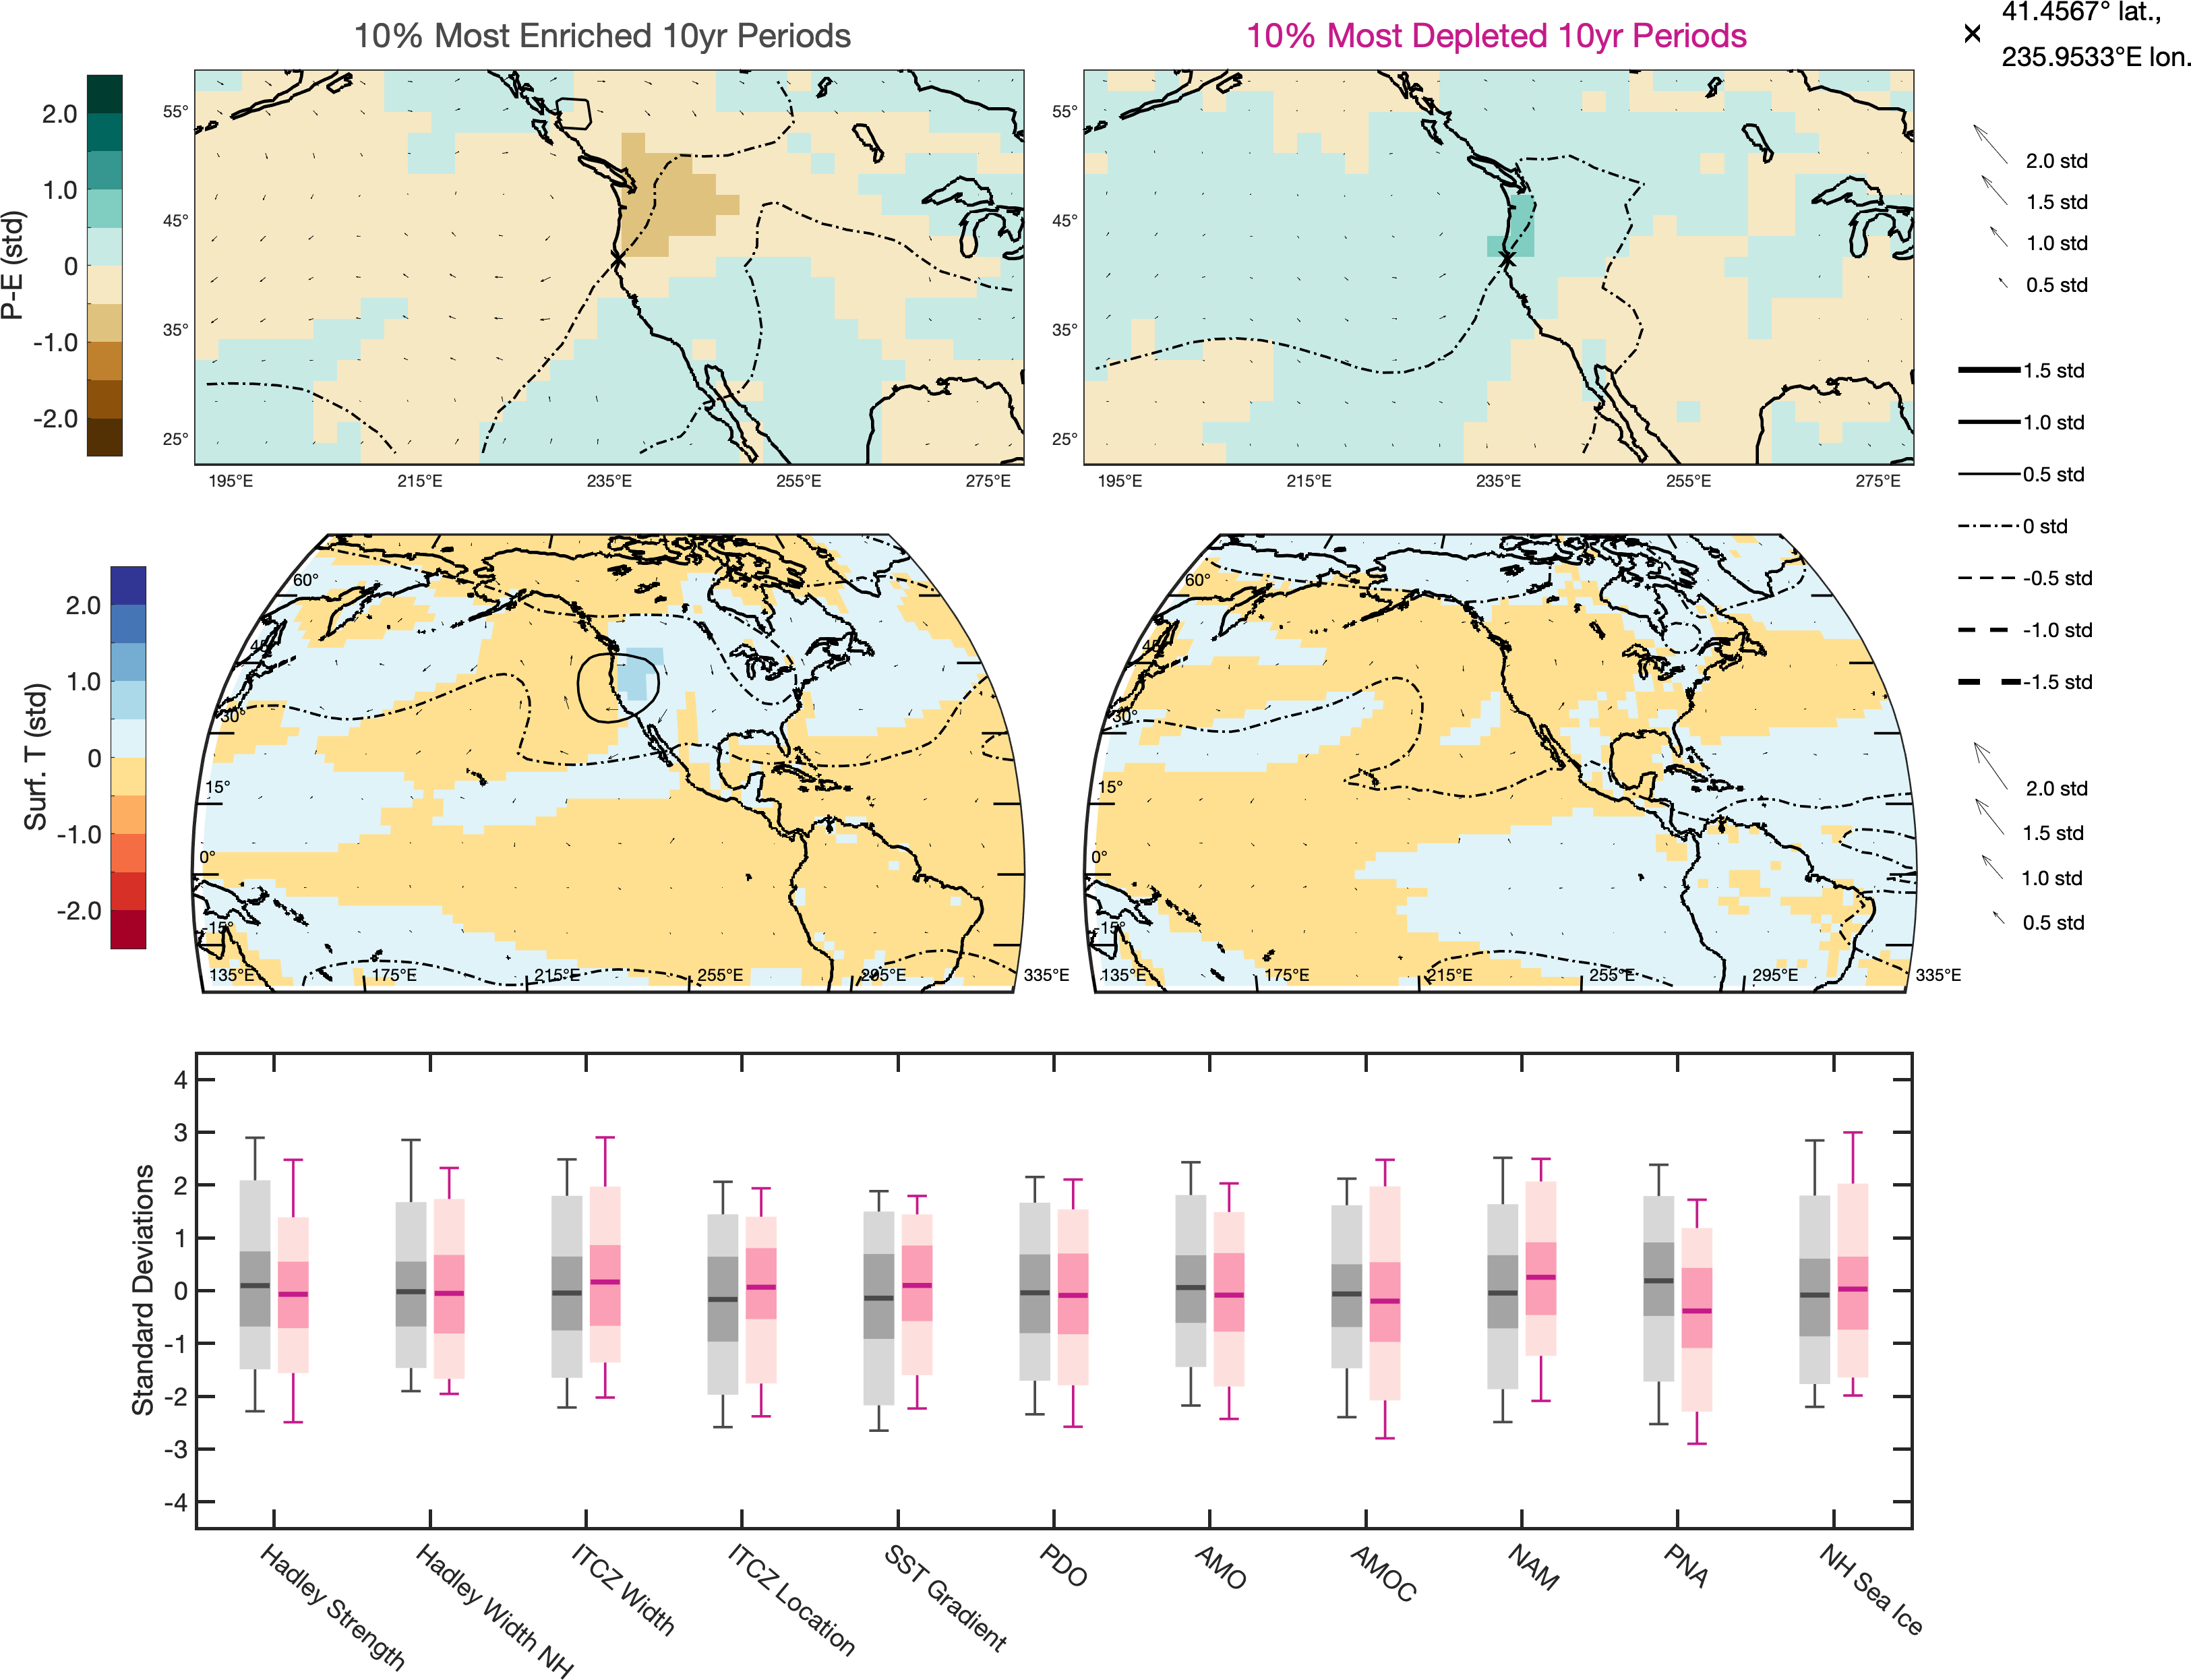 10% Most Enriched 10yr Periods
10% Most Depleted 10yr Periods
41.4567° lat.,
235.9533°E lon.
P-E (std)
2.0
1.0
0
-1.0
-2.0
55°
45°
35°
25°
195°E
215°E
235°E
255°E
275°E
55°
45°
35°
25°
195°E
215°E
235°E
255°E
275°E
2.0 std
1.5 std
1.0 std
0.5 std
1.5 std
1.0 std
0.5 std
0 std
-0.5 std
-1.0 std
-1.5 std
2.0 std
1.5 std
1.0 std
0.5 std
Surf. T (std)
2.0
1.0
0
-1.0
-2.0
60°
45°
30°
15°
0°
-15°
135°E
175°E
215°E
255°E
295°E
335°E
60°
45°
30°
15°
0°
-15°
135°E
175°E
215°E
255°E
295°E
335°E
Standard Deviations
4
3
2
1
0
-1
-2
-3
-4
Hadley Strength
Hadley Width NH
ITCZ Width
ITCZ Location
SST Gradient
PDO
AMO
AMOC
NAM
PNA
NH Sea Ice